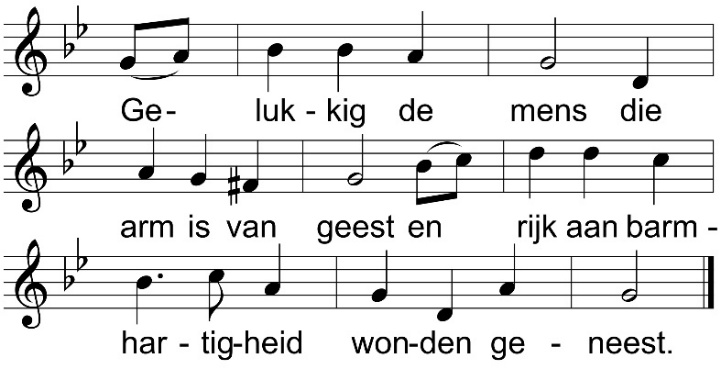 Ge- luk - kig de mens die
arm is van geest en rijk aan barm -
har - tig-heid won-den ge - neest.